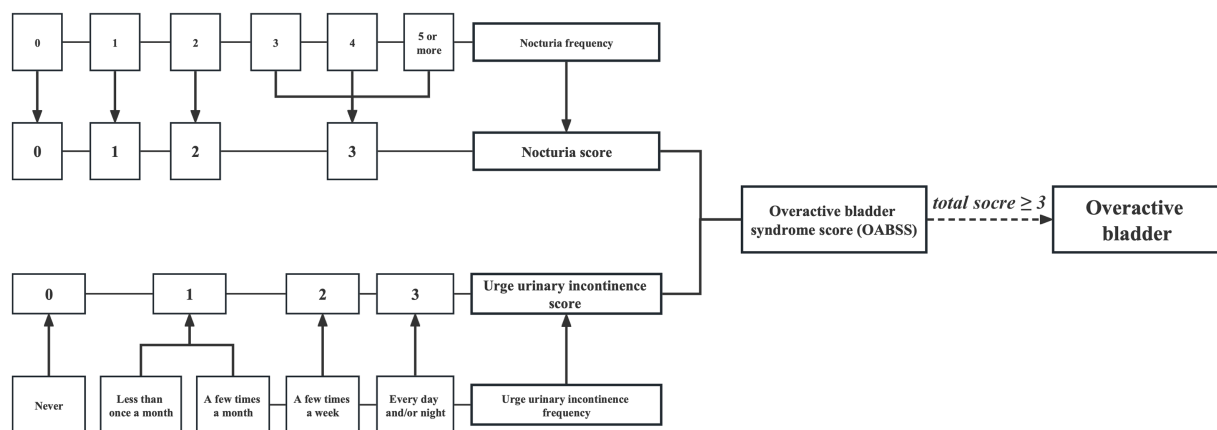 0
1
2
3
4
5 or
more
Nocturia frequency
0
1
2
3
Nocturia score
Overactive bladder
syndrome score (OABSS)
total socre ≥ 3
Overactive
bladder
0
1
2
3
Urge urinary incontinence
score
Never
Less than
once a month
A few times
a month
A few times
a week
Every day
and/or night
Urge urinary incontinence
frequency